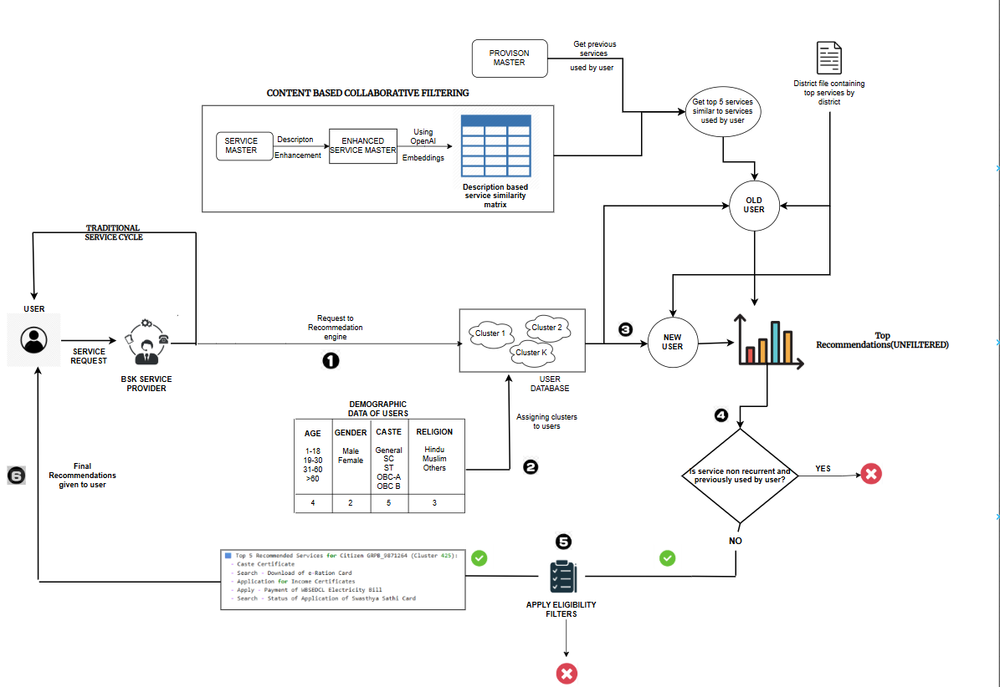 PROVISON
MASTER
Get previous
services
used by user
District file containing
top services by
district
CONTENT BASED COLLABORATIVE FILTERING
SERVICE
MASTER
Descripton
Enhancement
ENHANCED
SERVICE MASTER
Using
OpenAI
Embeddings
Description based
service similarity
matrix
Get top 5 services
similar to services
used by user
OLD
USER
TRADITIONAL
SERVICE CYCLE
USER
SERVICE
REQUEST
BSK SERVICE
PROVIDER
Request to
Recommedation
engine
1
Cluster 1
Cluster 2
Cluster K
USER
DATABASE
3
NEW
USER
Top
Recommendations(UNFILTERED)
DEMOGRAPHIC
DATA OF USERS
AGE GENDER CASTE RELIGION
1-18 Male General Hindu
19-30 Female SC Muslim
31-60 ST Others
>60 OBC-A
OBC B
4 2 5 3
Assigning clusters
to users
2
4
Is service non recurrent and
previously used by user?
YES
NO
6
Final
Recommendations
given to user
5
APPLY ELIGIBILITY
FILTERS
Top 5 Recommended Services for Citizen GRPB_9871264 (Cluster 425):
- Caste Certificate
- Search - Download of e-Ration Card
- Application for Income Certificates
- Apply - Payment of WBSEDCL Electricity Bill
- Search - Status of Application of Swasthya Sathi Card